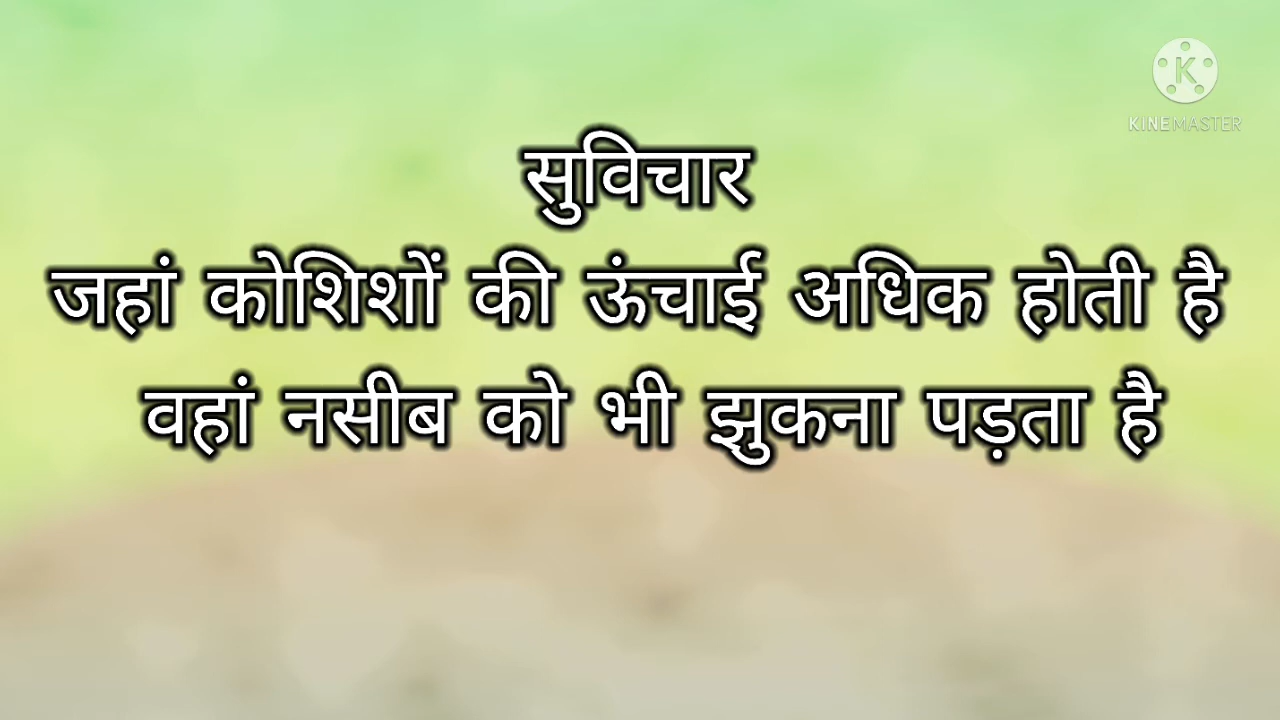 KINEMASTER
सुविचार
जहां कोशिशों की ऊंचाई अधिक होती है
वहां नसीब को भी झुकना पड़ता है